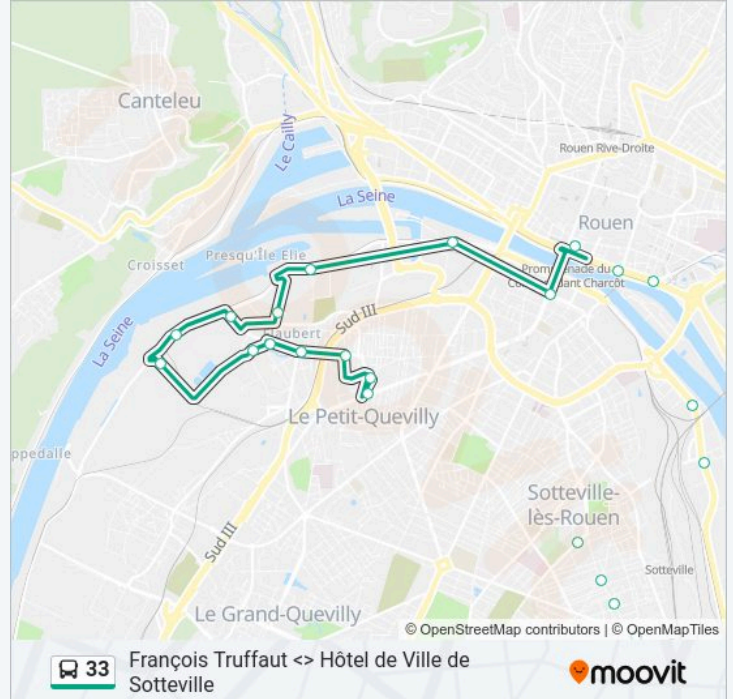 Canteleu
Le Cailly
Rouen Rive-Droite
La Seine
Rouen
Presqu'Île Elie
Croisset
Promenade du
Commandant Charcot
La Seine
Sud III
Flaubert
Le Petit-Quevilly
Sotteville-
lès-Rouen
Sud III
Sotteville
Le Grand-Quevilly
© OpenStreetMap contributors | © OpenMapTiles
33
François Truffaut <> Hôtel de Ville de
Sotteville
moovit